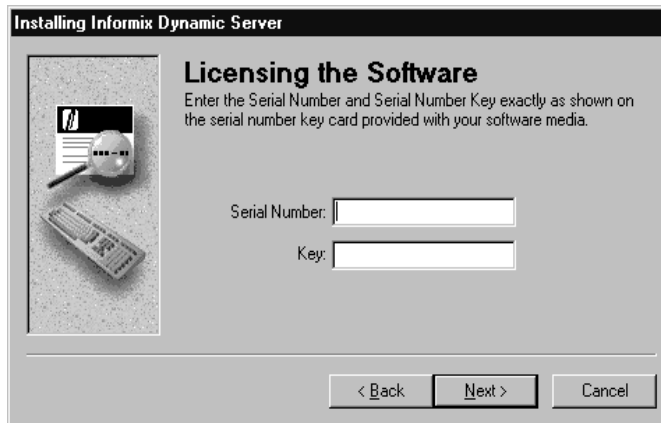 Installing Informix Dynamic Server
Licensing the Software
Enter the Serial Number and Serial Number Key exactly as shown on
the serial number key card provided with your software media.
Serial Number:
Key:
< Back
Next >
Cancel